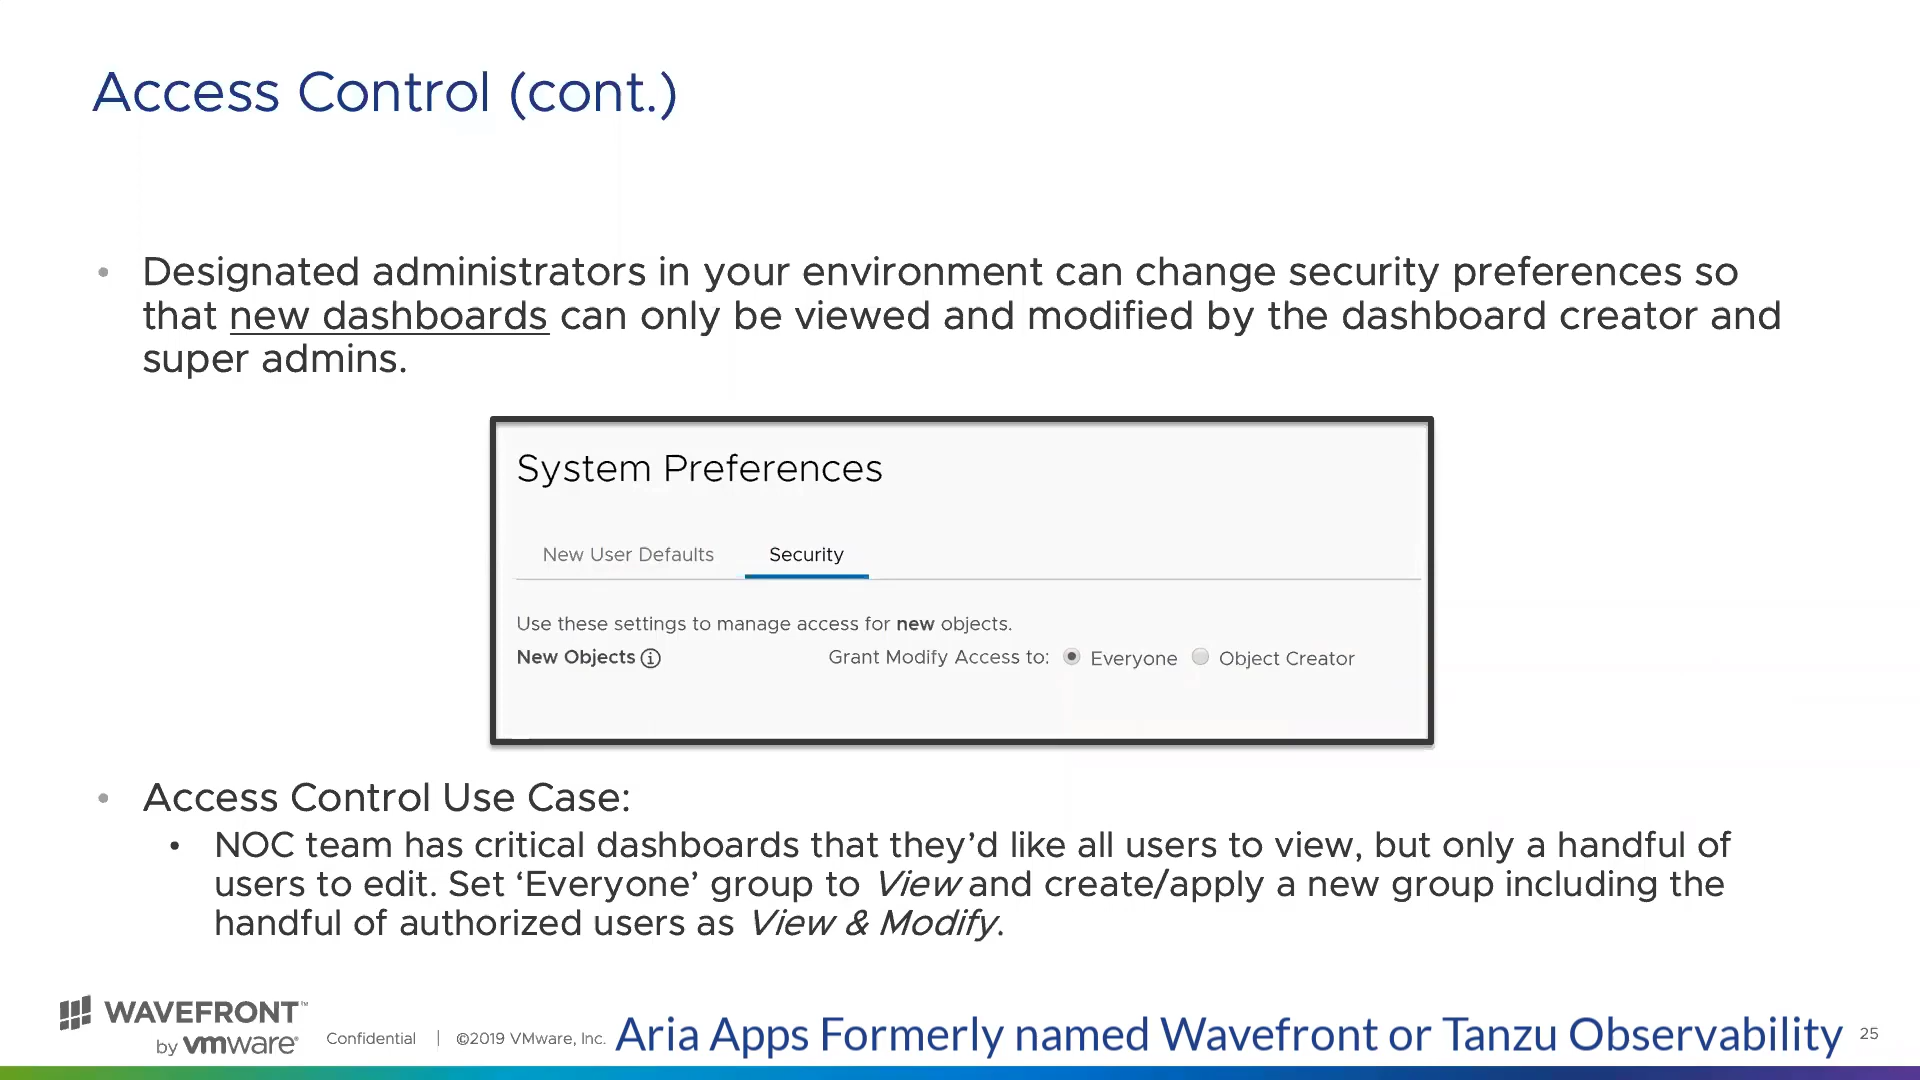 Access Control (cont.)
• Designated administrators in your environment can change security preferences so
that new dashboards can only be viewed and modified by the dashboard creator and
super admins.
System Preferences
New User Defaults Security
Use these settings to manage access for new objects.
New Objects Grant Modify Access to: Everyone Object Creator
• Access Control Use Case:
• NOC team has critical dashboards that they’d like all users to view, but only a handful of
users to edit. Set ‘Everyone’ group to View and create/apply a new group including the
handful of authorized users as View & Modify.
WAVEFRONT™
by vmware®
Confidential | ©2019 VMware, Inc.
Aria Apps Formerly named Wavefront or Tanzu Observability
25